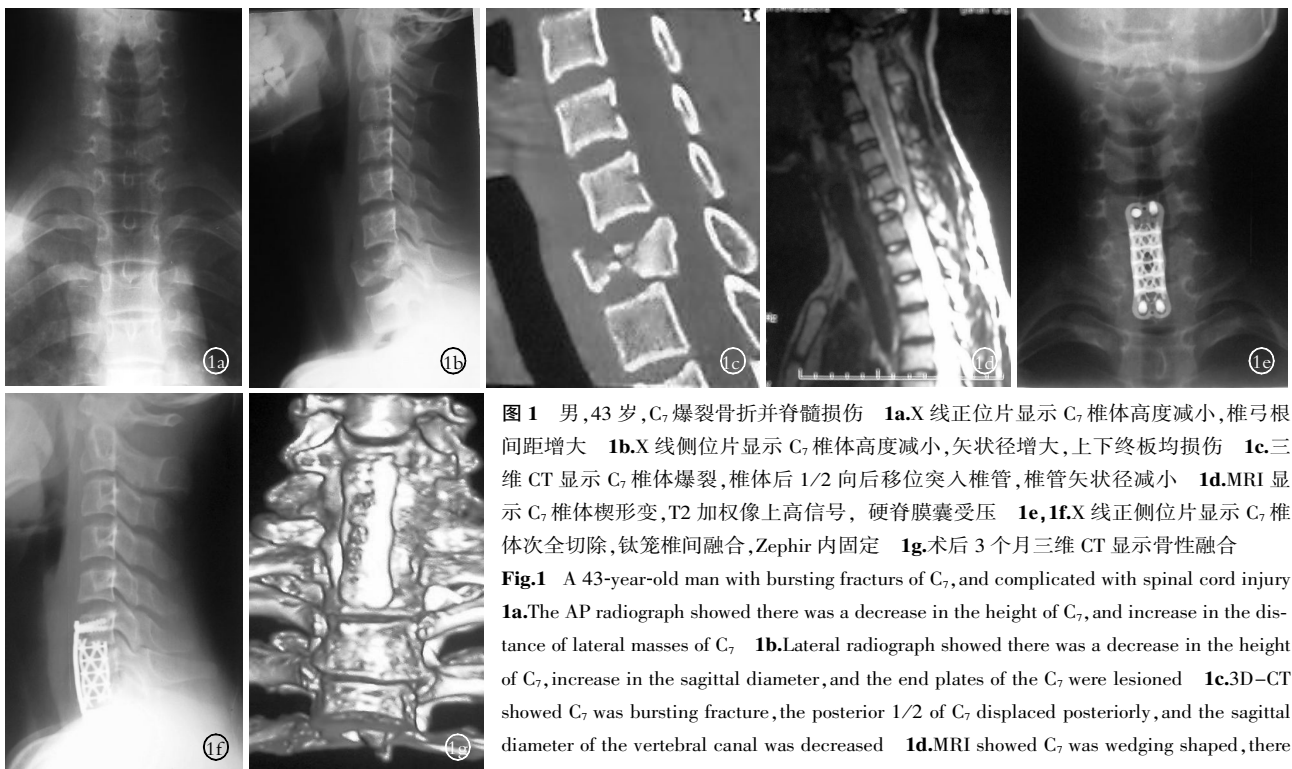 1a
1b
1c
1d
1e
1f
1g
图 1 男,43 岁,C₇ 爆裂骨折并脊髓损伤 1a.X 线正位片显示 C₇ 椎体高度减小,椎弓根
间距增大 1b.X 线侧位片显示 C₇ 椎体高度减小,矢状径增大,上下终板均损伤 1c.三
维 CT 显示 C₇ 椎体爆裂,椎体后 1/2 向后移位突入椎管,椎管矢状径减小 1d.MRI 显
示 C₇ 椎体楔形变,T2 加权像上高信号, 硬脊膜囊受压 1e,1f.X 线正侧位片显示 C₇ 椎
体次全切除,钛笼椎间融合,Zephir 内固定 1g.术后 3 个月三维 CT 显示骨性融合
Fig.1 A 43-year-old man with bursting fracturs of C₇,and complicated with spinal cord injury
1a.The AP radiograph showed there was a decrease in the height of C₇, and increase in the dis-
tance of lateral masses of C₇ 1b.Lateral radiograph showed there was a decrease in the height
of C₇,increase in the sagittal diameter,and the end plates of the C₇ were lesioned 1c.3D-CT
showed C₇ was bursting fracture,the posterior 1/2 of C₇ displaced posteriorly,and the sagittal
diameter of the vertebral canal was decreased 1d.MRI showed C₇ was wedging shaped,there